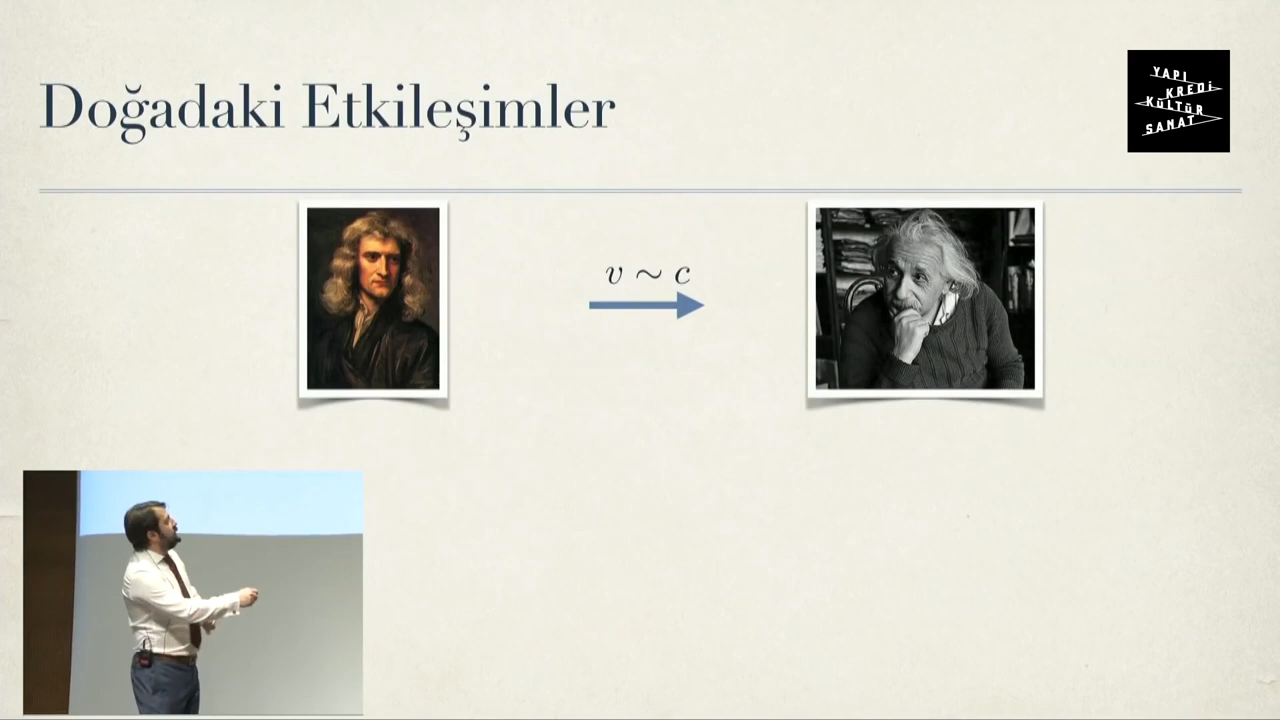 Doğadaki Etkileşimler
YAPI
KREDİ
KÜLTÜR
SANAT
v ∼ c